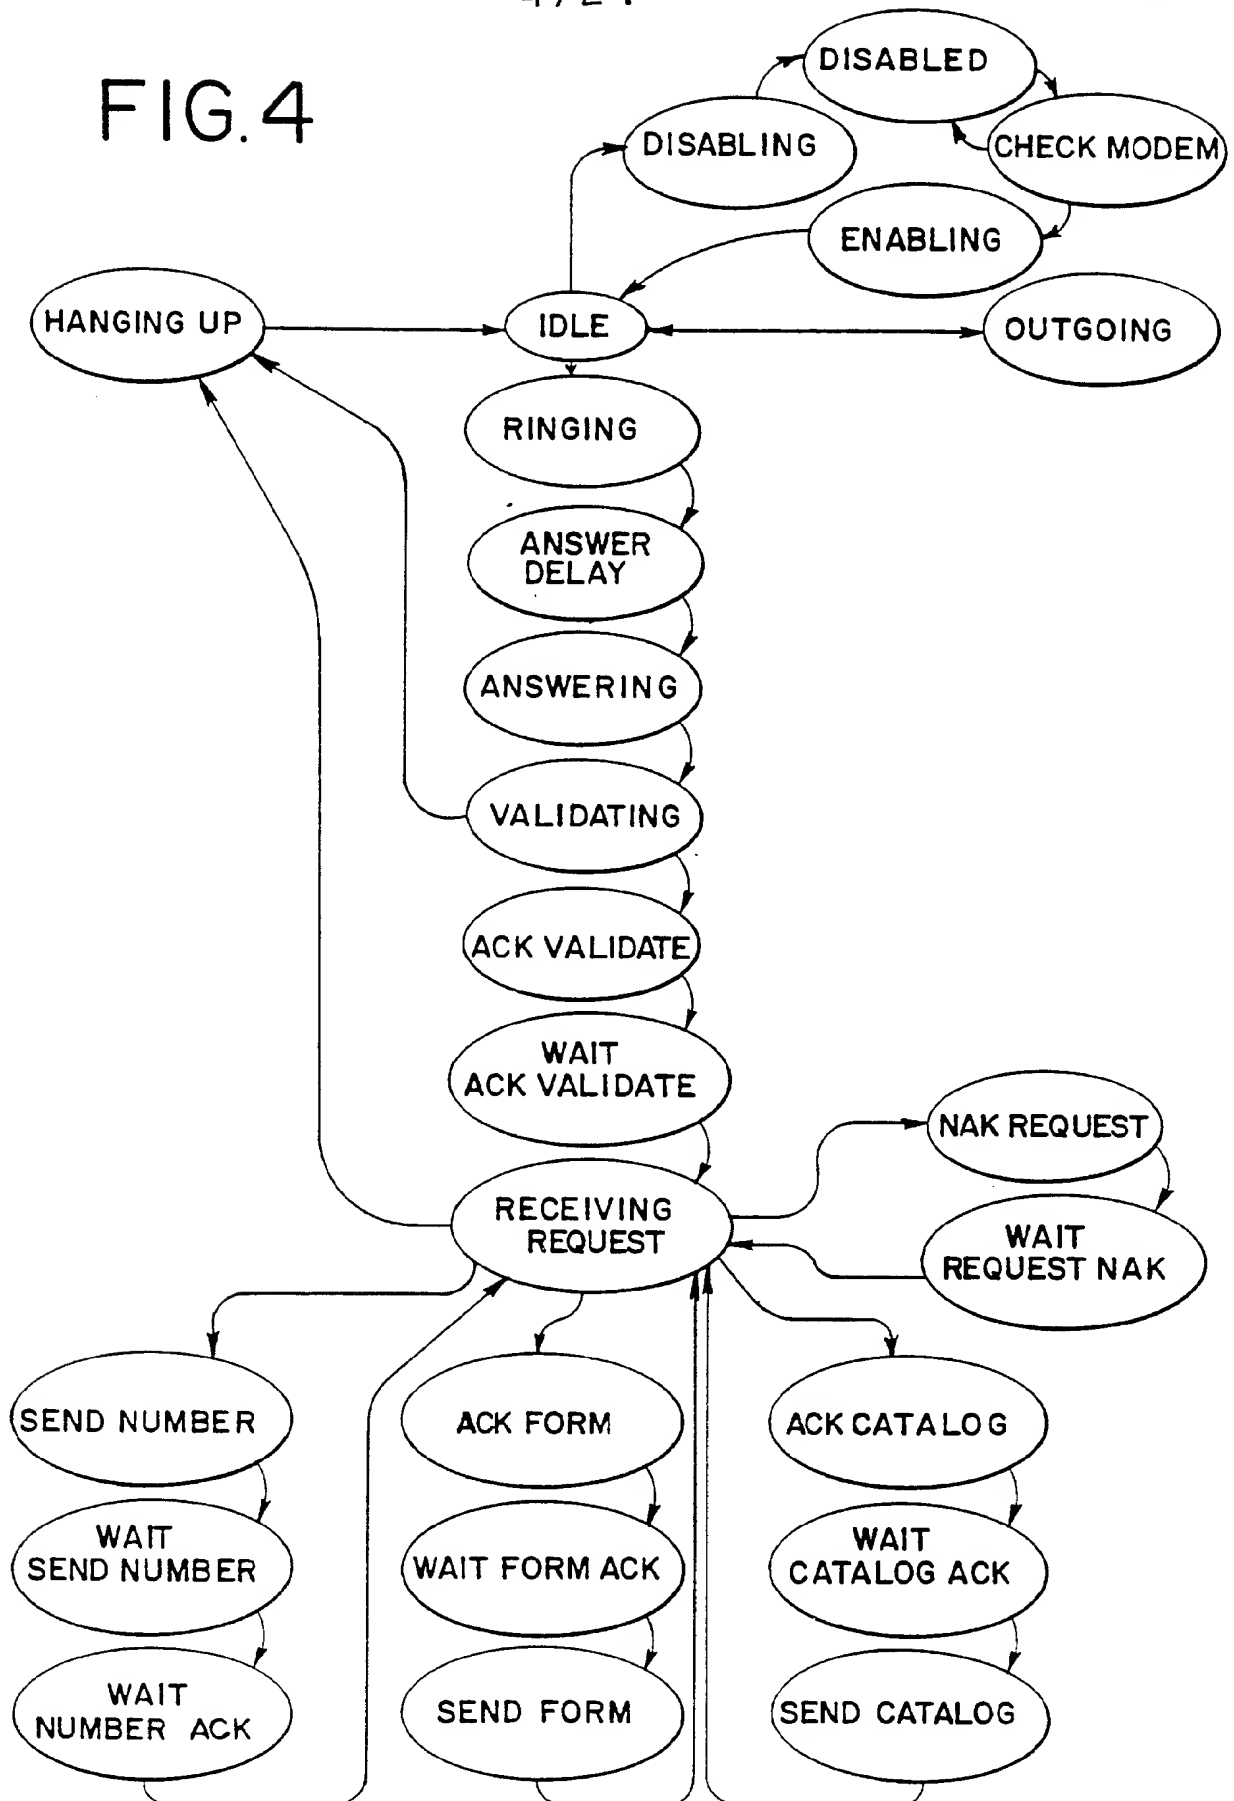 FIG. 4
DISABLED
DISABLING
CHECK MODEM
ENABLING
HANGING UP
IDLE
OUTGOING
RINGING
ANSWER
DELAY
ANSWERING
VALIDATING
ACK VALIDATE
WAIT
ACK VALIDATE
NAK REQUEST
RECEIVING
REQUEST
WAIT
REQUEST NAK
SEND NUMBER
ACK FORM
ACK CATALOG
WAIT
SEND NUMBER
WAIT FORM ACK
WAIT
CATALOG ACK
WAIT
NUMBER ACK
SEND FORM
SEND CATALOG